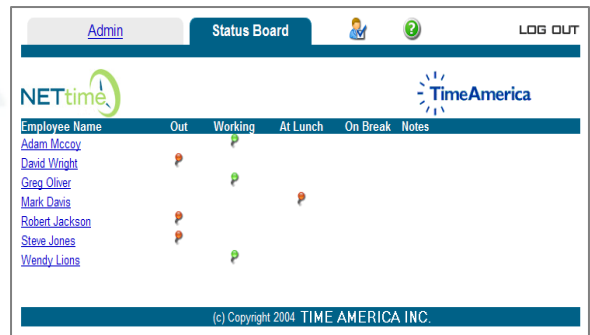 Admin Status Board LOG OUT
NETtime TimeAmerica
Employee Name Out Working At Lunch On Break Notes
Adam Mccoy
David Wright
Greg Oliver
Mark Davis
Robert Jackson
Steve Jones
Wendy Lions
(c) Copyright 2004 TIME AMERICA INC.